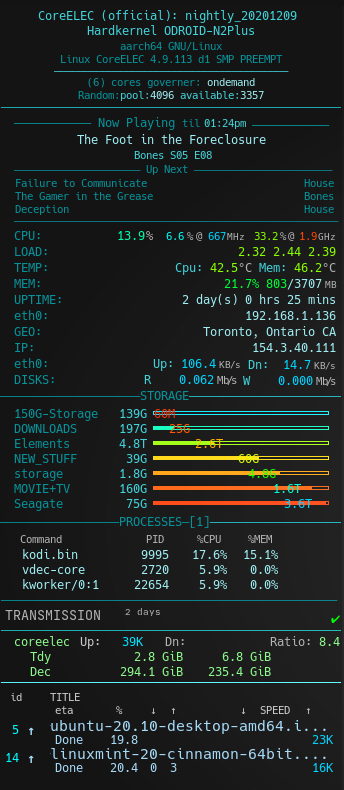 CoreELEC (official): nightly_20201209
Hardkernel ODROID-N2Plus
aarch64 GNU/Linux
Linux CoreELEC 4.9.113 d1 SMP PREEMPT
(6) cores governer: ondemand
Random:pool:4096 available:3357
Now Playing til 01:24pm
The Foot in the Foreclosure
Bones S05 E08
Up Next
Failure to Communicate House
The Gamer in the Grease Bones
Deception House
CPU: 13.9% 6.6%@ 667MHz 33.2%@ 1.9GHz
LOAD: 2.32 2.44 2.39
TEMP: Cpu: 42.5°C Mem: 46.2°C
MEM: 21.7% 803/3707 MB
UPTIME: 2 day(s) 0 hrs 25 mins
eth0: 192.168.1.136
GEO: Toronto, Ontario CA
IP: 154.3.40.111
eth0: Up: 106.4 KB/s Dn: 14.7 KB/s
DISKS: R 0.062 Mb/s W 0.000 Mb/s
STORAGE
150G-Storage 139G 60M
DOWNLOADS 197G 25G
Elements 4.8T 2.6T
NEW_STUFF 39G 60G
storage 1.8G 4.8G
MOVIE+TV 160G 1.6T
Seagate 75G 3.6T
PROCESSES-[1]
Command PID %CPU %MEM
kodi.bin 9995 17.6% 15.1%
vdec-core 2720 5.9% 0.0%
kworker/0:1 22654 5.9% 0.0%
TRANSMISSION 2 days ✔
coreelec Up: 39K Dn: Ratio: 8.4
Tdy 2.8 GiB 6.8 GiB
Dec 294.1 GiB 235.4 GiB
id TITLE
eta % ↓ ↑ ↓ SPEED ↑
5 ↑ ubuntu-20.10-desktop-amd64.i...
Done 19.8 23K
14 ↑ linuxmint-20-cinnamon-64bit....
Done 20.4 0 3 16K